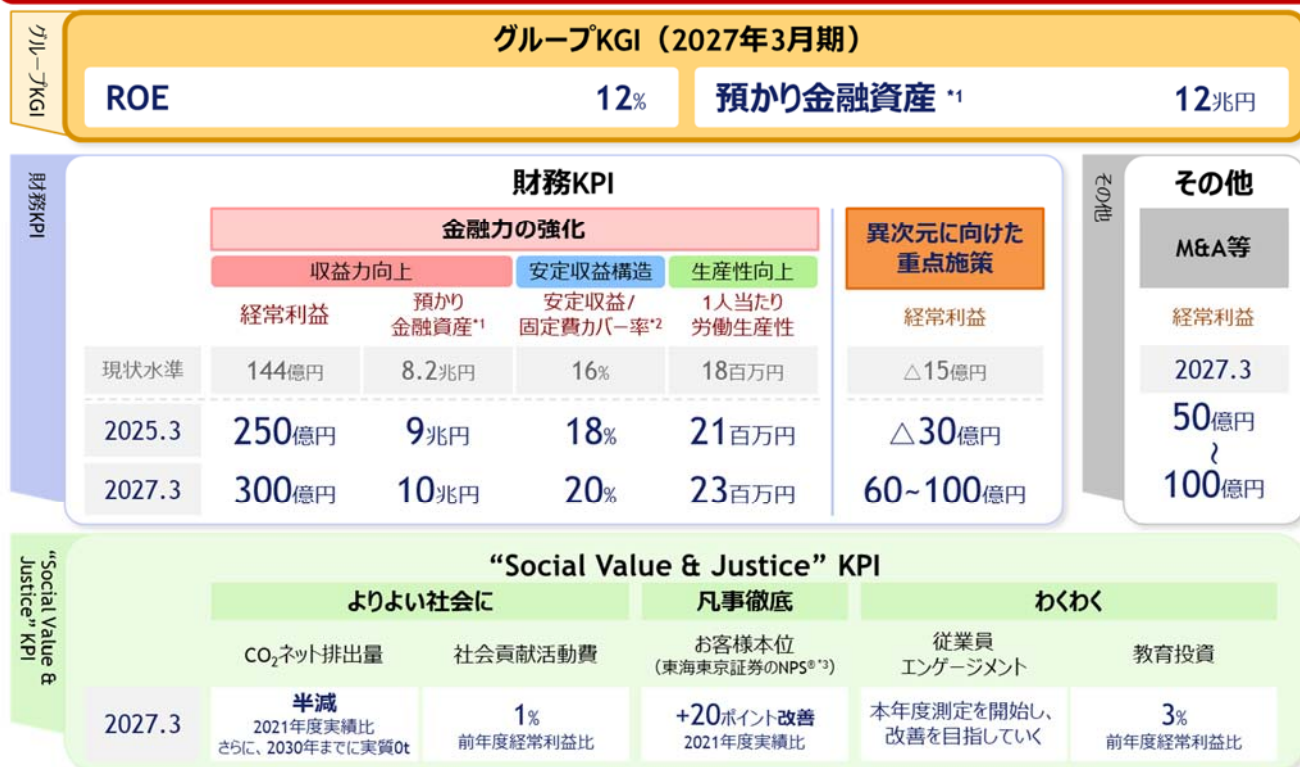 グループKGI
グループKGI（2027年3月期）
ROE 12%
預かり金融資産 *1 12兆円
財務KPI
財務KPI
金融力の強化
収益力向上 安定収益構造 生産性向上
経常利益 預かり金融資産*1 安定収益/固定費カバー率*2 1人当たり労働生産性
異次元に向けた
重点施策
経常利益
現状水準 144億円 8.2兆円 16% 18百万円 △15億円
2025.3 250億円 9兆円 18% 21百万円 △30億円
2027.3 300億円 10兆円 20% 23百万円 60~100億円
その他
その他
M&A等
経常利益
2027.3
50億円
~
100億円
“Social Value &
Justice” KPI
“Social Value & Justice” KPI
よりよい社会に 凡事徹底 わくわく
CO₂ネット排出量 社会貢献活動費
お客様本位
(東海東京証券のNPS®*3)
従業員
エンゲージメント
教育投資
2027.3
半減
2021年度実績比
さらに、2030年までに実質0t
1%
前年度経常利益比
+20ポイント改善
2021年度実績比
本年度測定を開始し、
改善を目指していく
3%
前年度経常利益比